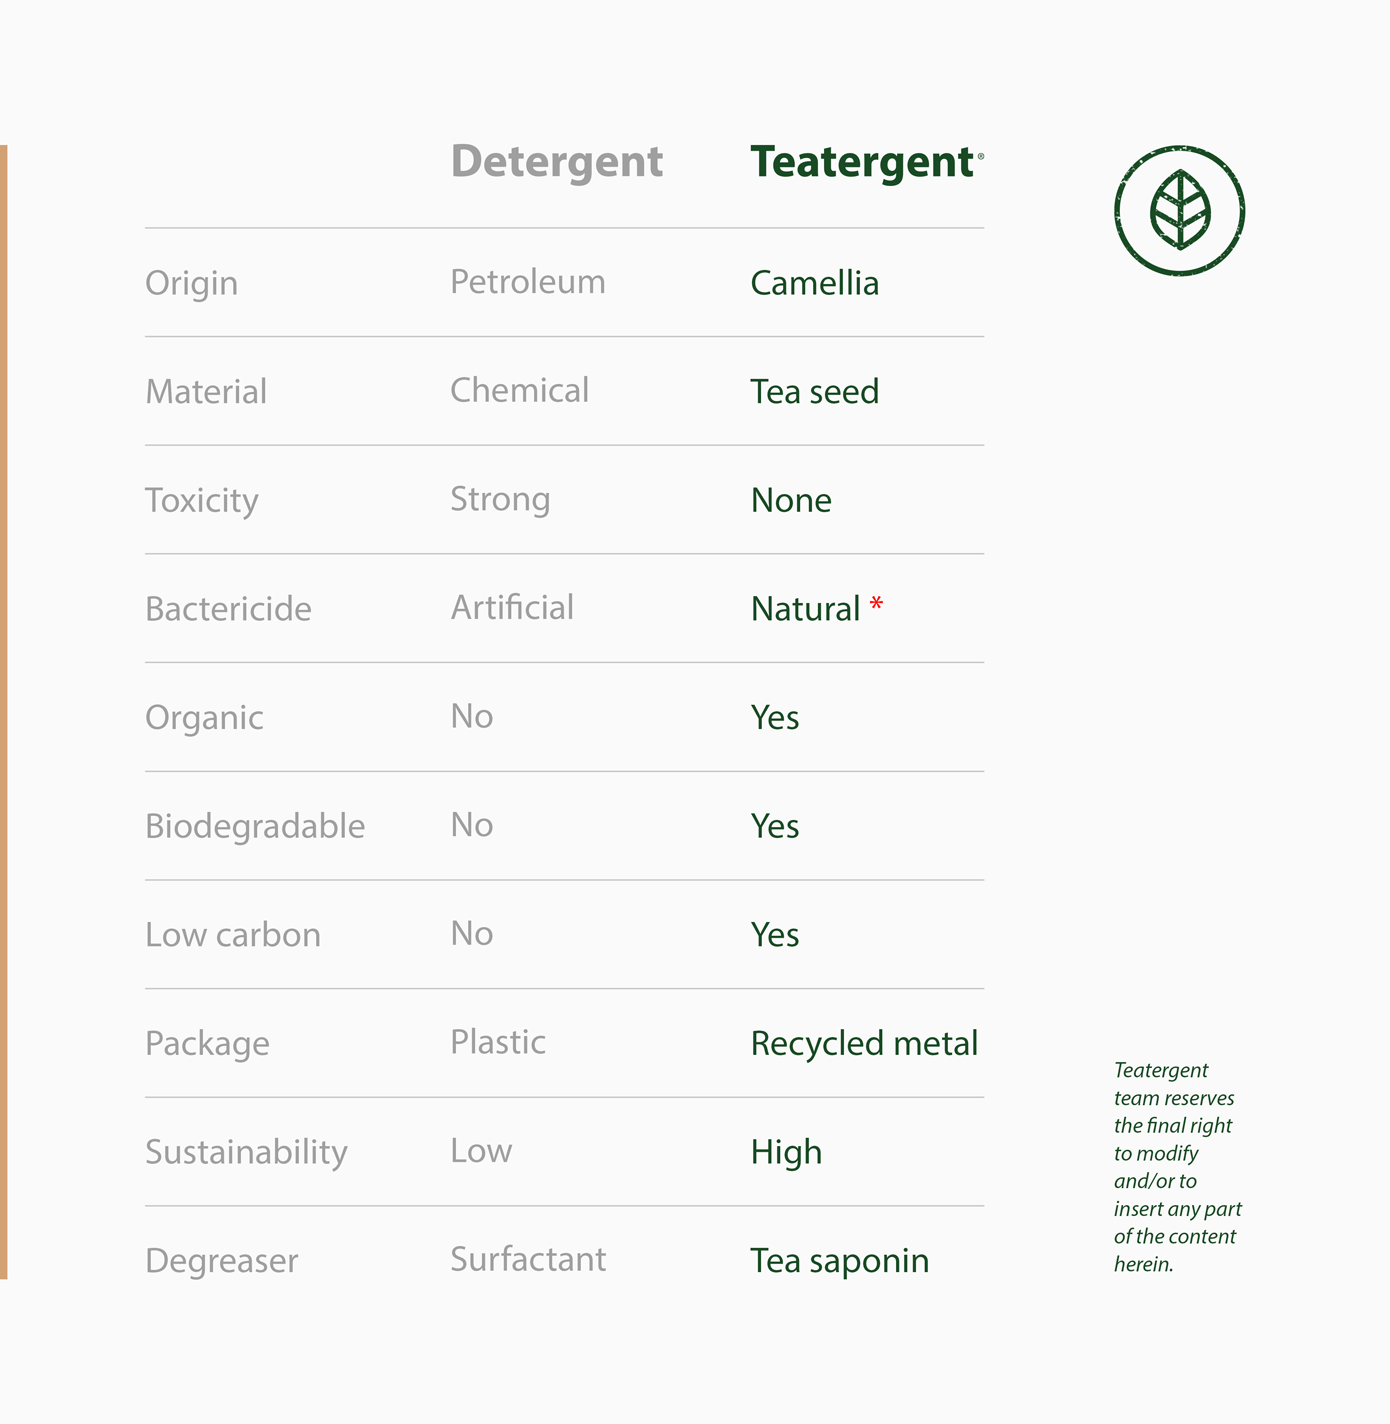 Detergent Teatergent®
Origin Petroleum Camellia
Material Chemical Tea seed
Toxicity Strong None
Bactericide Artificial Natural *
Organic No Yes
Biodegradable No Yes
Low carbon No Yes
Package Plastic Recycled metal
Sustainability Low High
Degreaser Surfactant Tea saponin
Teatergent
team reserves
the final right
to modify
and/or to
insert any part
of the content
herein.